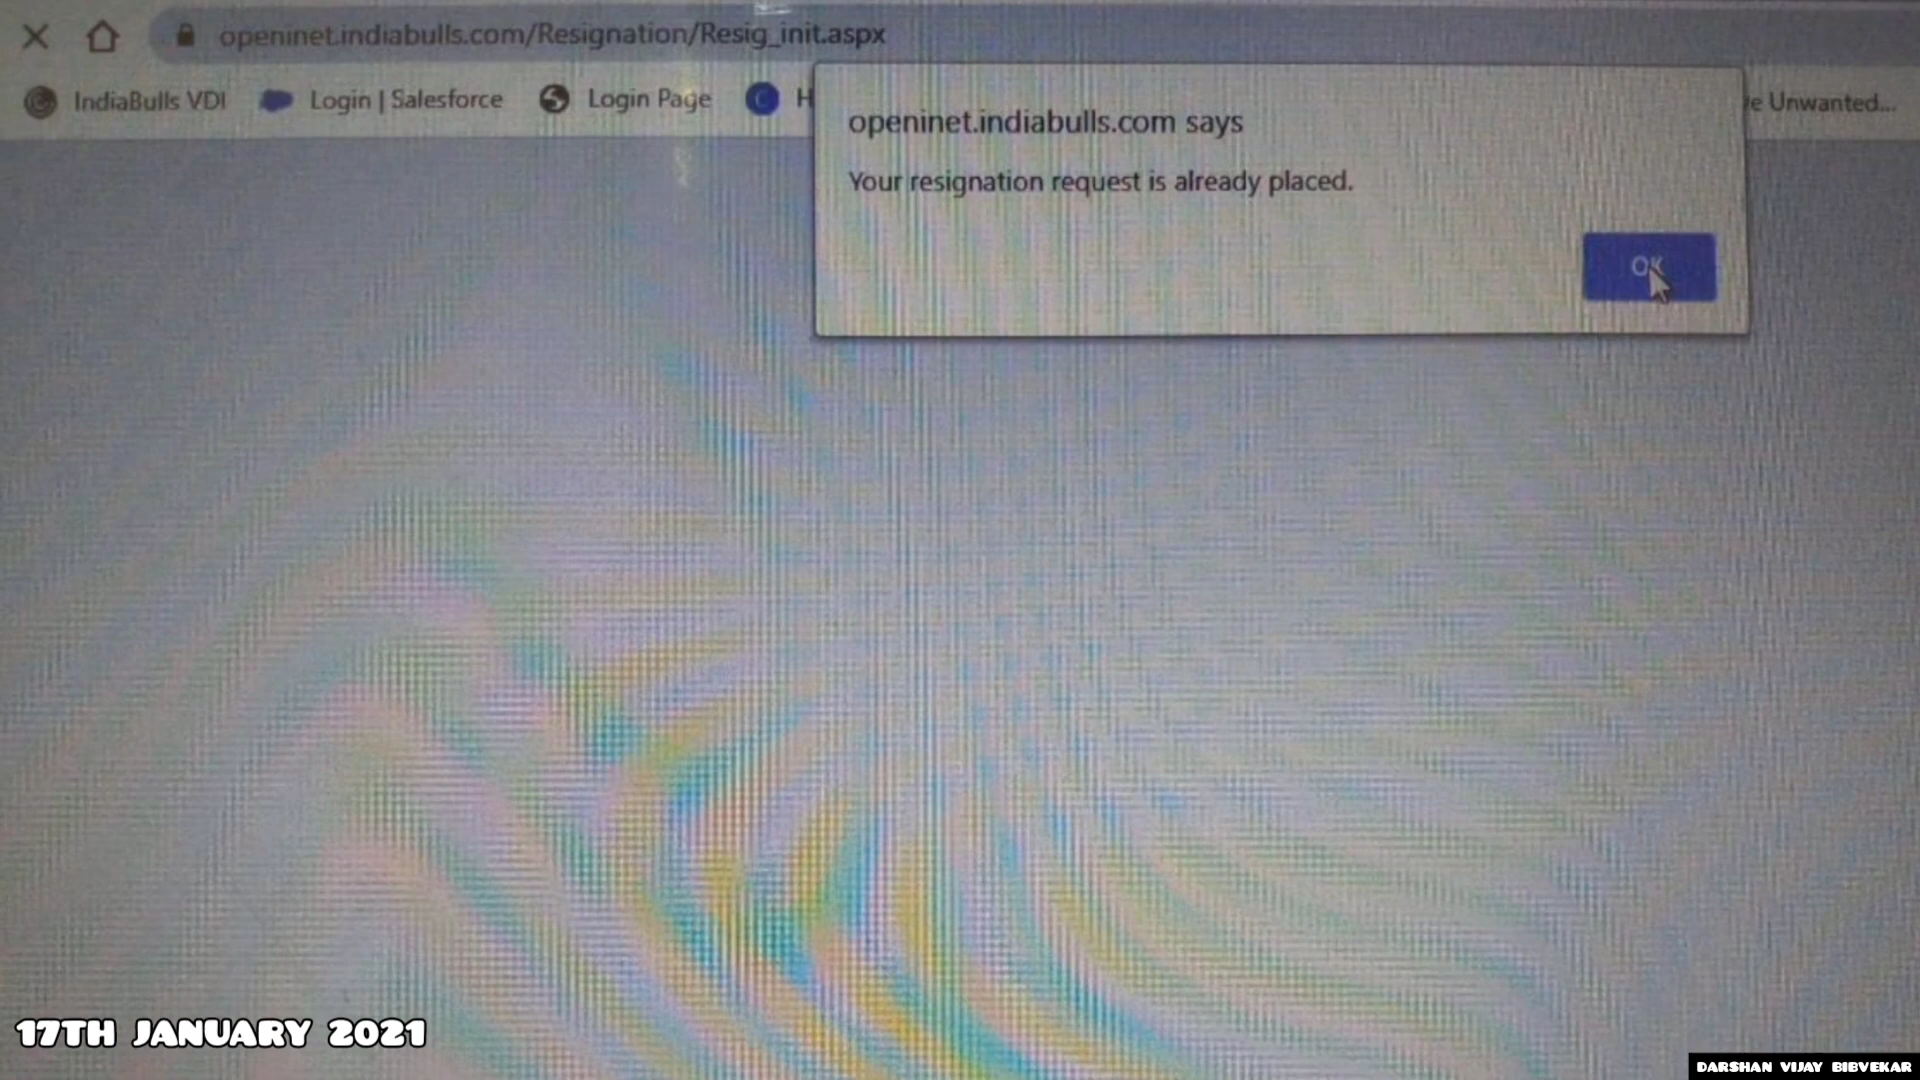 openinet.indiabulls.com/Resignation/Resig_init.aspx
IndiaBulls VDI
Login | Salesforce
Login Page
H
e Unwanted...
openinet.indiabulls.com says
Your resignation request is already placed.
OK
17TH JANUARY 2021
DARSHAN VIJAY BIBVEKAR